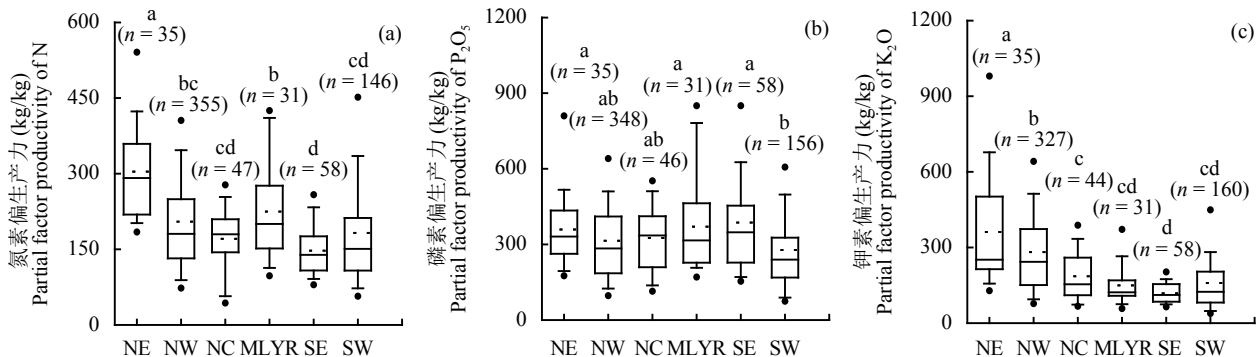 氮素偏生产力 (kg/kg)
Partial factor productivity of N
600
450
300
150
0
(a)
a
(n = 35)
bc
(n = 355)
cd
(n = 47)
b
(n = 31)
d
(n = 58)
cd
(n = 146)
NE NW NC MLYR SE SW
磷素偏生产力 (kg/kg)
Partial factor productivity of P₂O₅
1200
900
600
300
0
(b)
a
(n = 35)
ab
(n = 348)
ab
(n = 46)
a
(n = 31)
a
(n = 58)
b
(n = 156)
NE NW NC MLYR SE SW
钾素偏生产力 (kg/kg)
Partial factor productivity of K₂O
1200
900
600
300
0
(c)
a
(n = 35)
b
(n = 327)
c
(n = 44)
cd
(n = 31)
d
(n = 58)
cd
(n = 160)
NE NW NC MLYR SE SW